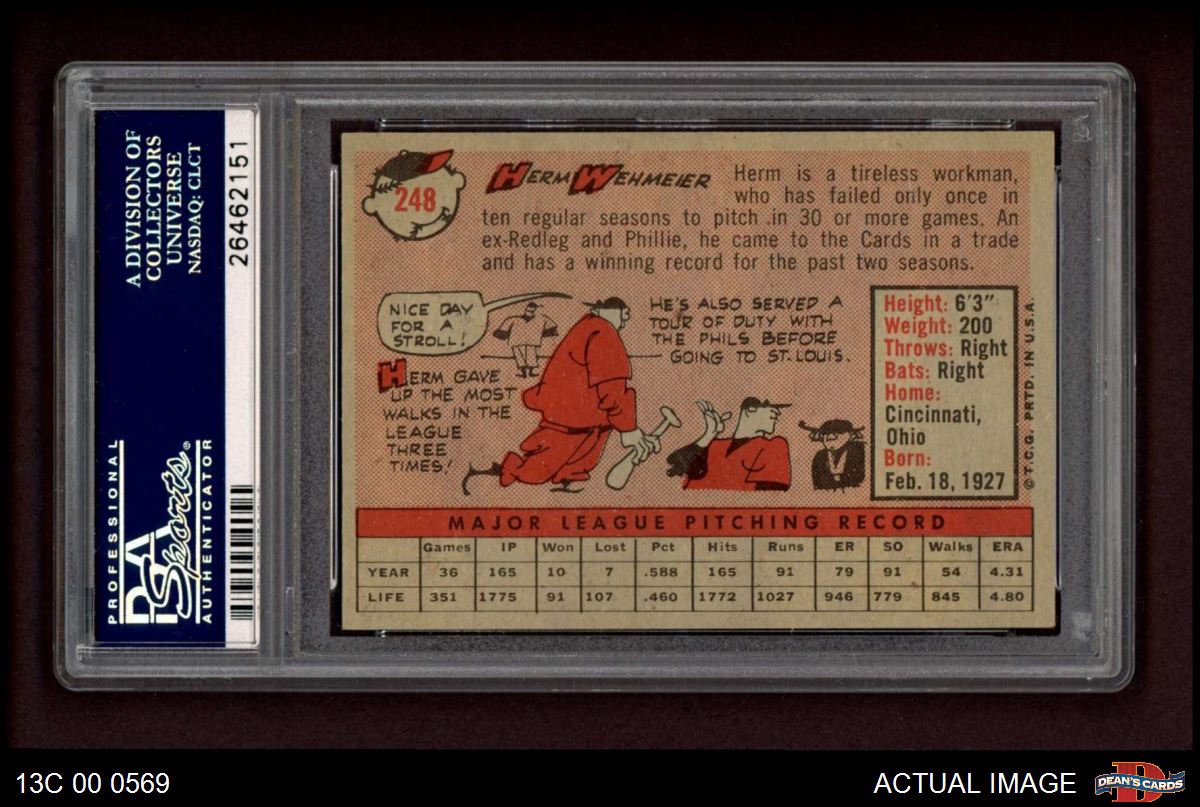 A DIVISION OF
COLLECTORS
UNIVERSE
NASDAQ: CLCT
26462151
PROFESSIONAL
PSA
Sports®
AUTHENTICATOR
248
HERM WEHMEIER
Herm is a tireless workman,
who has failed only once in
ten regular seasons to pitch in 30 or more games. An
ex-Redleg and Phillie, he came to the Cards in a trade
and has a winning record for the past two seasons.
NICE DAY
FOR A
STROLL!
HERM GAVE
UP THE MOST
WALKS IN THE
LEAGUE
THREE
TIMES!
HE'S ALSO SERVED A
TOUR OF DUTY WITH
THE PHILS BEFORE
GOING TO ST. LOUIS.
Height: 6'3"
Weight: 200
Throws: Right
Bats: Right
Home:
Cincinnati,
Ohio
Born:
Feb. 18, 1927
© T.C.G. PRTD. IN U.S.A.
MAJOR LEAGUE PITCHING RECORD
Games IP Won Lost Pct Hits Runs ER SO Walks ERA
YEAR 36 165 10 7 .588 165 91 79 91 54 4.31
LIFE 351 1775 91 107 .460 1772 1027 946 779 845 4.80
13C 00 0569
ACTUAL IMAGE
DEAN'S CARDS